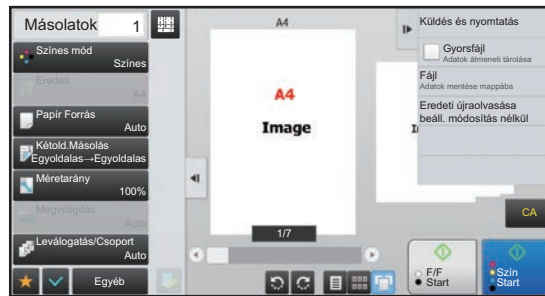 Másolatok 1
Színes mód
Színes
Eredeti
A4
Papír Forrás
Auto
Kétold.Másolás
Egyoldalas→Egyoldalas
Méretarány
100%
Megvilágítás
Auto
Leválogatás/Csoport
Auto
Egyéb
A4
A4
Image
1/7
Küldés és nyomtatás
Gyorsfájl
Adatok átmeneti tárolása
Fájl
Adatok mentése mappába
Eredeti újraolvasása
beáll. módosítás nélkül
CA
F/F
Start
Szín
Start